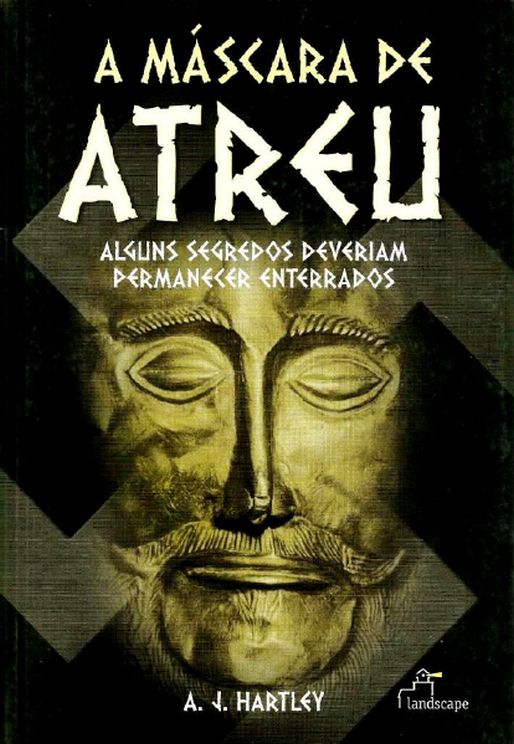 A MÁSCARA DE
ATREU
ALGUNS SEGREDOS DEVERIAM
PERMANECER ENTERRADOS
A. J. HARTLEY
landscape